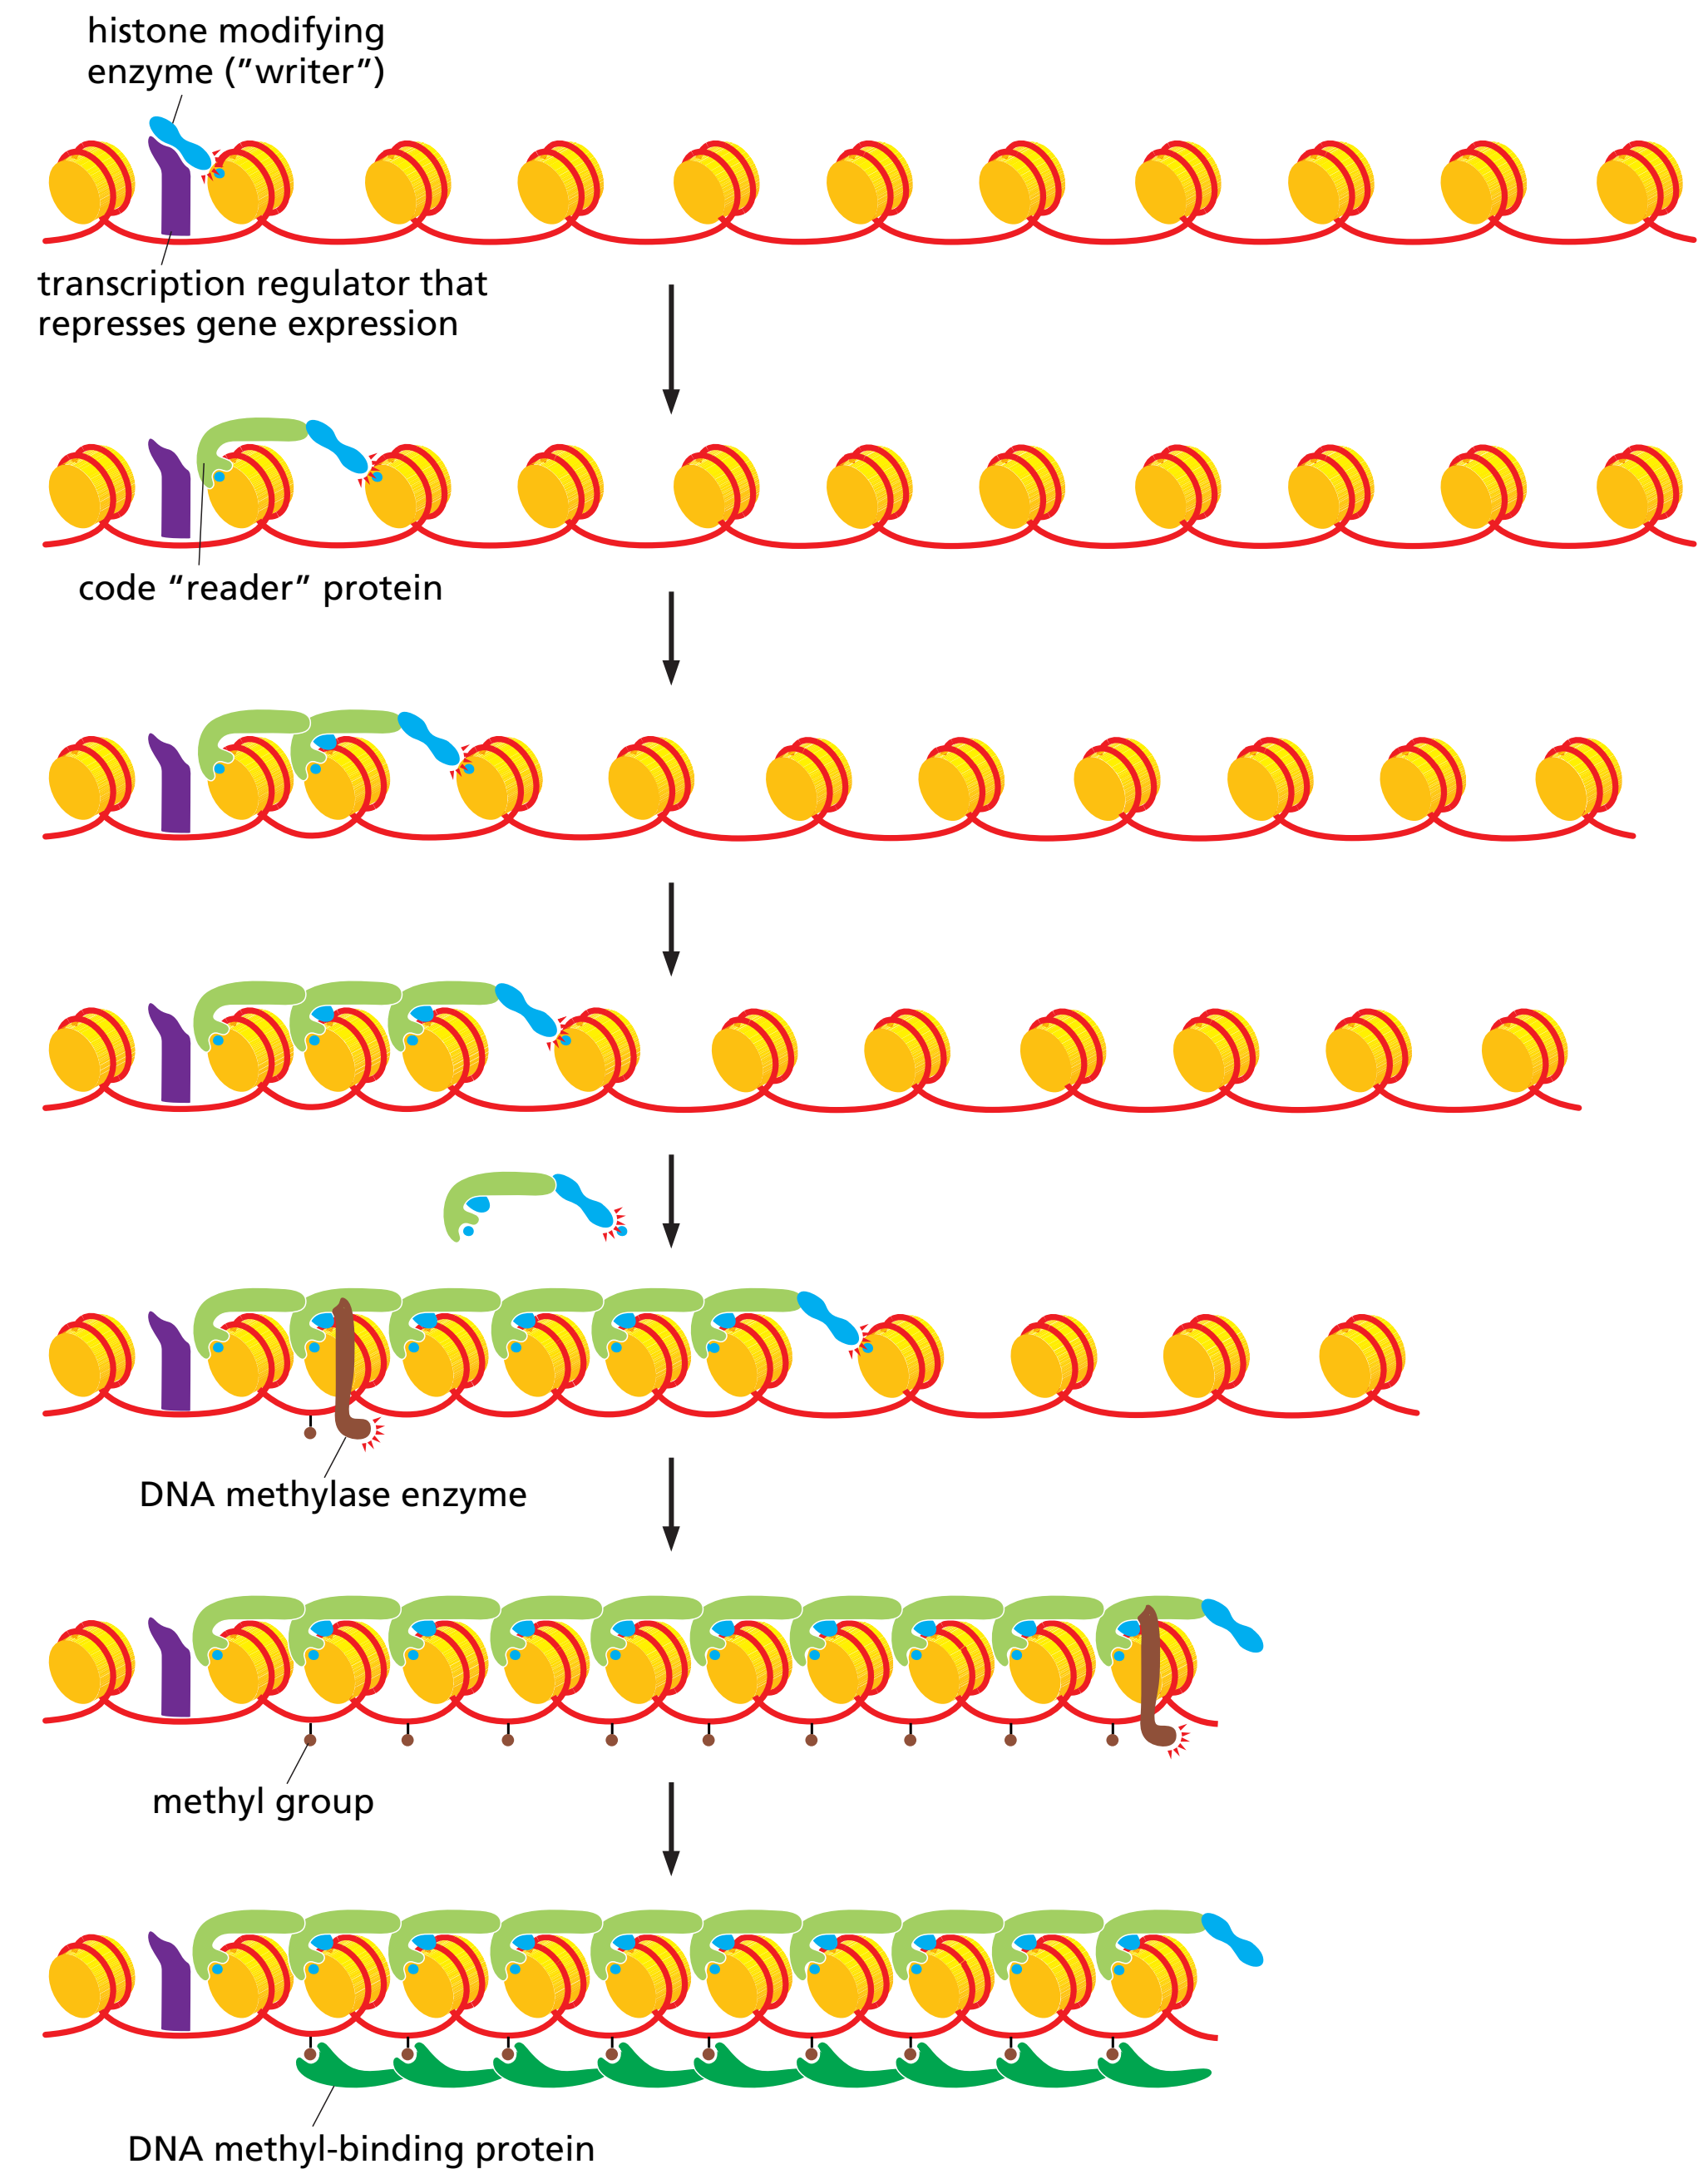 histone modifying
enzyme (”writer”)
transcription regulator that
represses gene expression
code “reader” protein
DNA methylase enzyme
methyl group
DNA methyl-binding protein